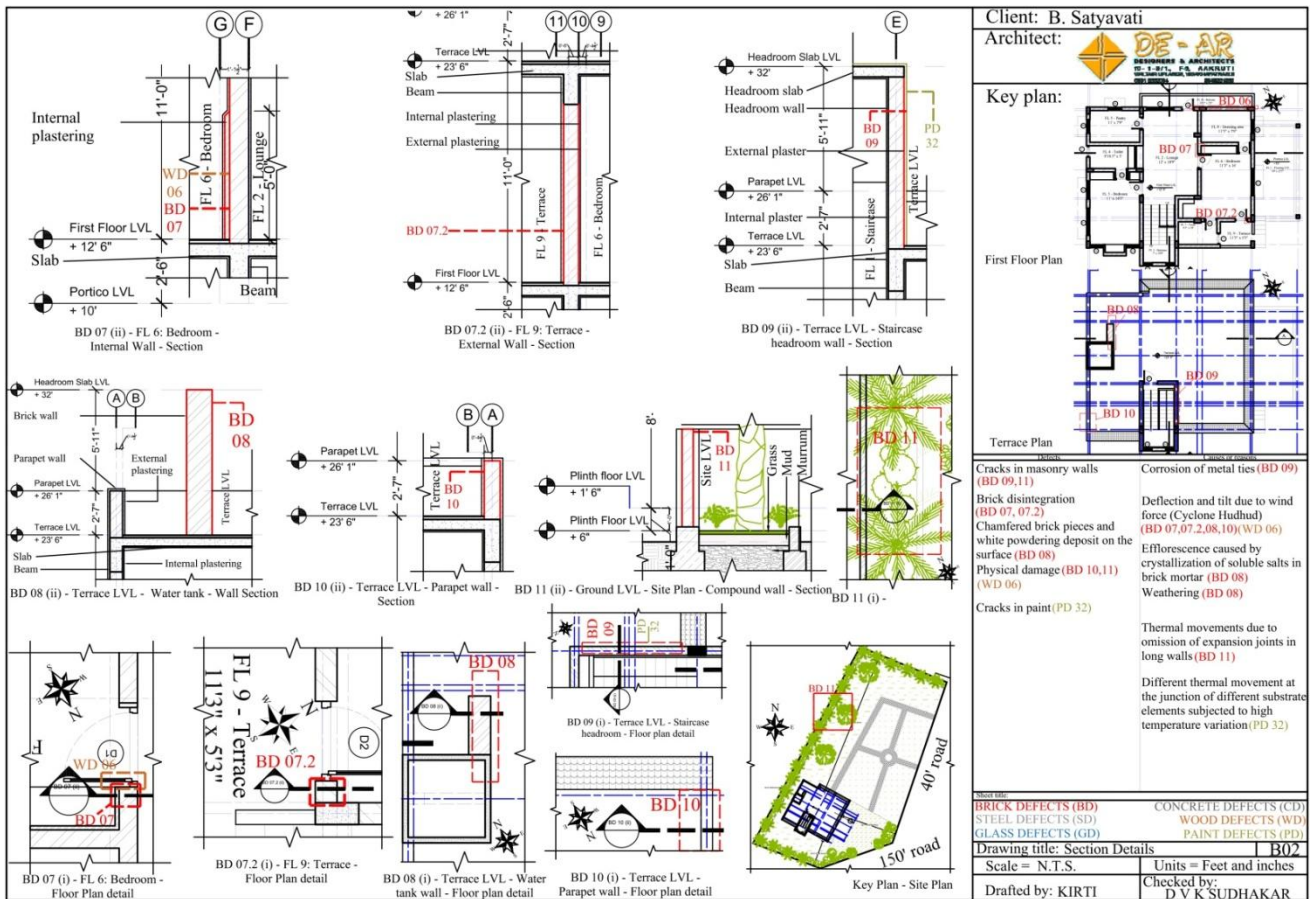 G
F
11'-0"
Internal
plastering
FL 6 - Bedroom
FL 2 - Lounge
5'-0"
WD
06
BD
07
First Floor LVL
+ 12' 6"
Slab
2'-6"
Beam
Portico LVL
+ 10'
BD 07 (ii) - FL 6: Bedroom -
Internal Wall - Section
+ 26' 1"
11
10
9
2'-7"
Terrace LVL
+ 23' 6"
Slab
Beam
Internal plastering
External plastering
11'-0"
FL 9 - Terrace
FL 6 - Bedroom
BD 07.2
First Floor LVL
+ 12' 6"
2'-6"
BD 07.2 (ii) - FL 9: Terrace -
External Wall - Section
E
Headroom Slab LVL
+ 32'
Headroom slab
Headroom wall
BD
09
PD
32
5'-11"
External plaster
Parapet LVL
+ 26' 1"
Internal plaster
2'-7"
Terrace LVL
+ 23' 6"
Slab
Beam
Terrace LVL
BD 09 (ii) - Terrace LVL - Staircase
headroom wall - Section
Headroom Slab LVL
+ 32'
A
B
Brick wall
5'-11"
BD
08
Parapet wall
External
plastering
Parapet LVL
+ 26' 1"
2'-7"
Terrace LVL
Terrace LVL
+ 23' 6"
Slab
Beam
Internal plastering
BD 08 (ii) - Terrace LVL - Water tank - Wall Section
B
A
Parapet LVL
+ 26' 1"
2'-7"
Terrace LVL
BD
10
Terrace LVL
+ 23' 6"
BD 10 (ii) - Terrace LVL - Parapet wall -
Section
8'-
Site LVL
BD
11
Grass
Mud
Murrum
Plinth floor LVL
+ 1' 6"
Plinth Floor LVL
+ 6"
BD 11 (ii) - Ground LVL - Site Plan - Compound wall - Section
BD 11
BD 11 (i) -
F
WD 06
D1
BD 07 (ii)
BD 07
BD 07 (i) - FL 6: Bedroom -
Floor Plan detail
FL 9 - Terrace
11'3" x 5'3"
BD 07.2
D2
BD 07.2 (i) - FL 9: Terrace -
Floor Plan detail
BD 08
BD 08 (i) - Terrace LVL - Water
tank wall - Floor Plan detail
BD
09
PD
32
BD 09 (i) - Terrace LVL - Staircase
headroom - Floor plan detail
BD 10
BD 10 (ii)
BD 10 (i) - Terrace LVL -
Parapet wall - Floor plan detail
BD 11
N
40' road
150' road
Key Plan - Site Plan
Client: B. Satyavati
Architect:
DE - AR
DESIGNERS & ARCHITECTS
Key plan:
BD 06
BD 07
BD 07.2
First Floor Plan
BD 08
BD 09
BD 10
Terrace Plan
Defects
Causes or reasons
Cracks in masonry walls
(BD 09,11)
Brick disintegration
(BD 07, 07.2)
Chamfered brick pieces and
white powdering deposit on the
surface (BD 08)
Physical damage (BD 10,11)
(WD 06)
Cracks in paint(PD 32)
Corrosion of metal ties (BD 09)
Deflection and tilt due to wind
force (Cyclone Hudhud)
(BD 07,07.2,08,10)(WD 06)
Efflorescence caused by
crystallization of soluble salts in
brick mortar (BD 08)
Weathering (BD 08)
Thermal movements due to
omission of expansion joints in
long walls (BD 11)
Different thermal movement at
the junction of different substrate
elements subjected to high
temperature variation(PD 32)
Sheet title:
BRICK DEFECTS (BD)
CONCRETE DEFECTS (CD)
STEEL DEFECTS (SD)
WOOD DEFECTS (WD)
GLASS DEFECTS (GD)
PAINT DEFECTS (PD)
Drawing title: Section Details
B02
Scale = N.T.S.
Units = Feet and inches
Drafted by: KIRTI
Checked by:
D V K SUDHAKAR